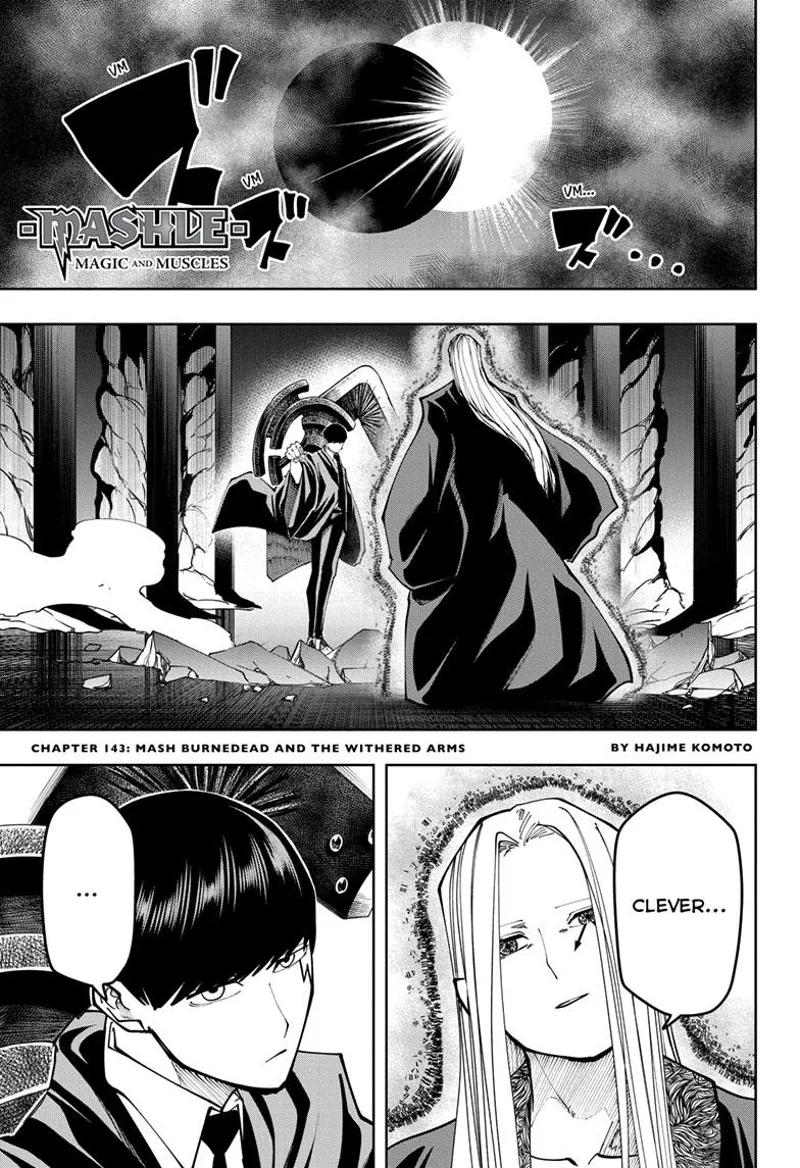 VM
ズ
VM
ズ
VM...
ズ...
-MASHLE-
MAGIC AND MUSCLES
CHAPTER 143: MASH BURNEDEAD AND THE WITHERED ARMS
BY HAJIME KOMOTO
CLEVER...
...